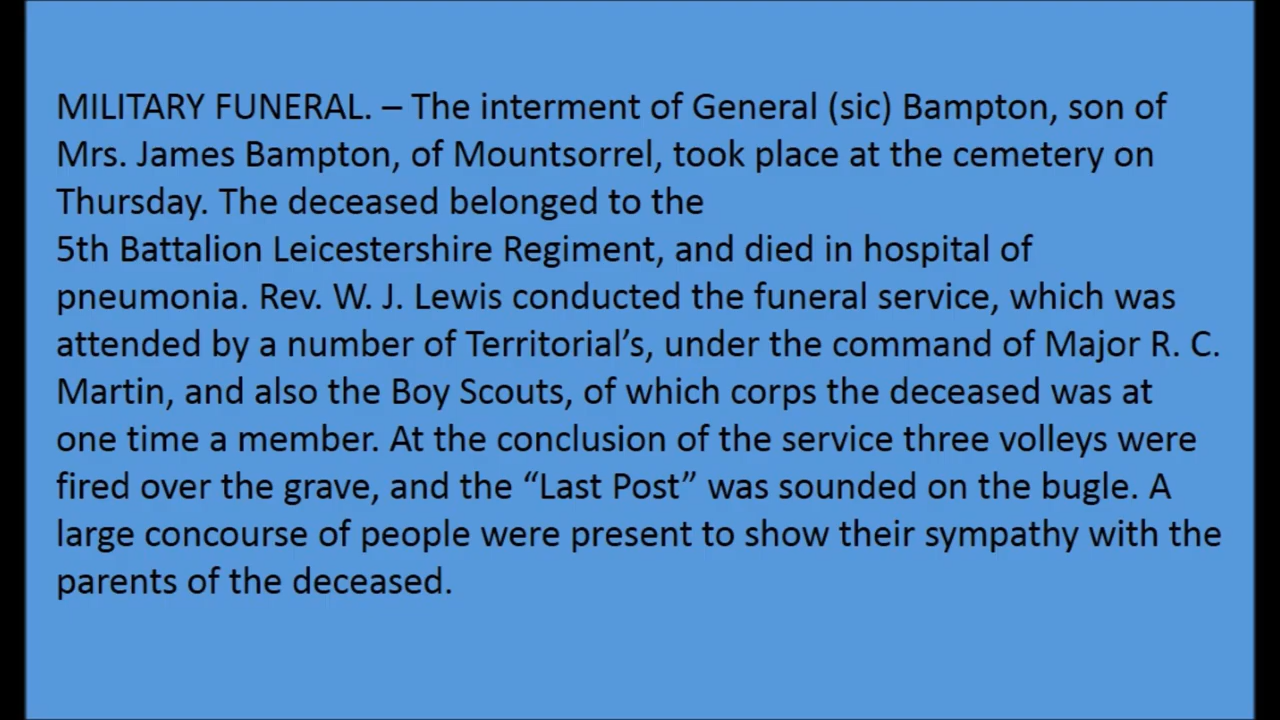 MILITARY FUNERAL. – The interment of General (sic) Bampton, son of
Mrs. James Bampton, of Mountsorrel, took place at the cemetery on
Thursday. The deceased belonged to the
5th Battalion Leicestershire Regiment, and died in hospital of
pneumonia. Rev. W. J. Lewis conducted the funeral service, which was
attended by a number of Territorial’s, under the command of Major R. C.
Martin, and also the Boy Scouts, of which corps the deceased was at
one time a member. At the conclusion of the service three volleys were
fired over the grave, and the “Last Post” was sounded on the bugle. A
large concourse of people were present to show their sympathy with the
parents of the deceased.